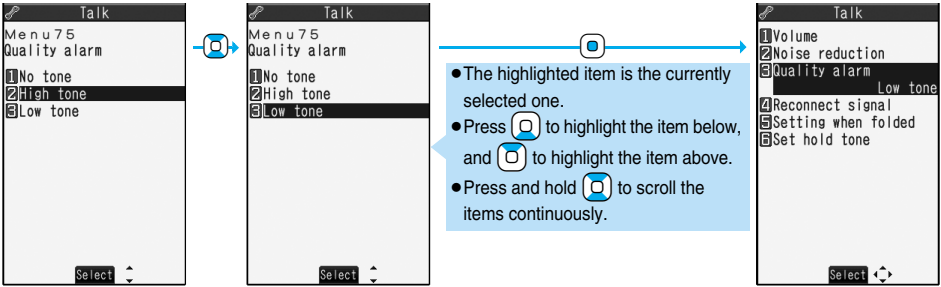 Talk
Menu75
Quality alarm
1No tone
2High tone
3Low tone
Select
Talk
Menu75
Quality alarm
1No tone
2High tone
3Low tone
Select
●The highlighted item is the currently
selected one.
●Press to highlight the item below,
and to highlight the item above.
●Press and hold to scroll the
items continuously.
Talk
1Volume
2Noise reduction
3Quality alarm
Low tone
4Reconnect signal
5Setting when folded
6Set hold tone
Select